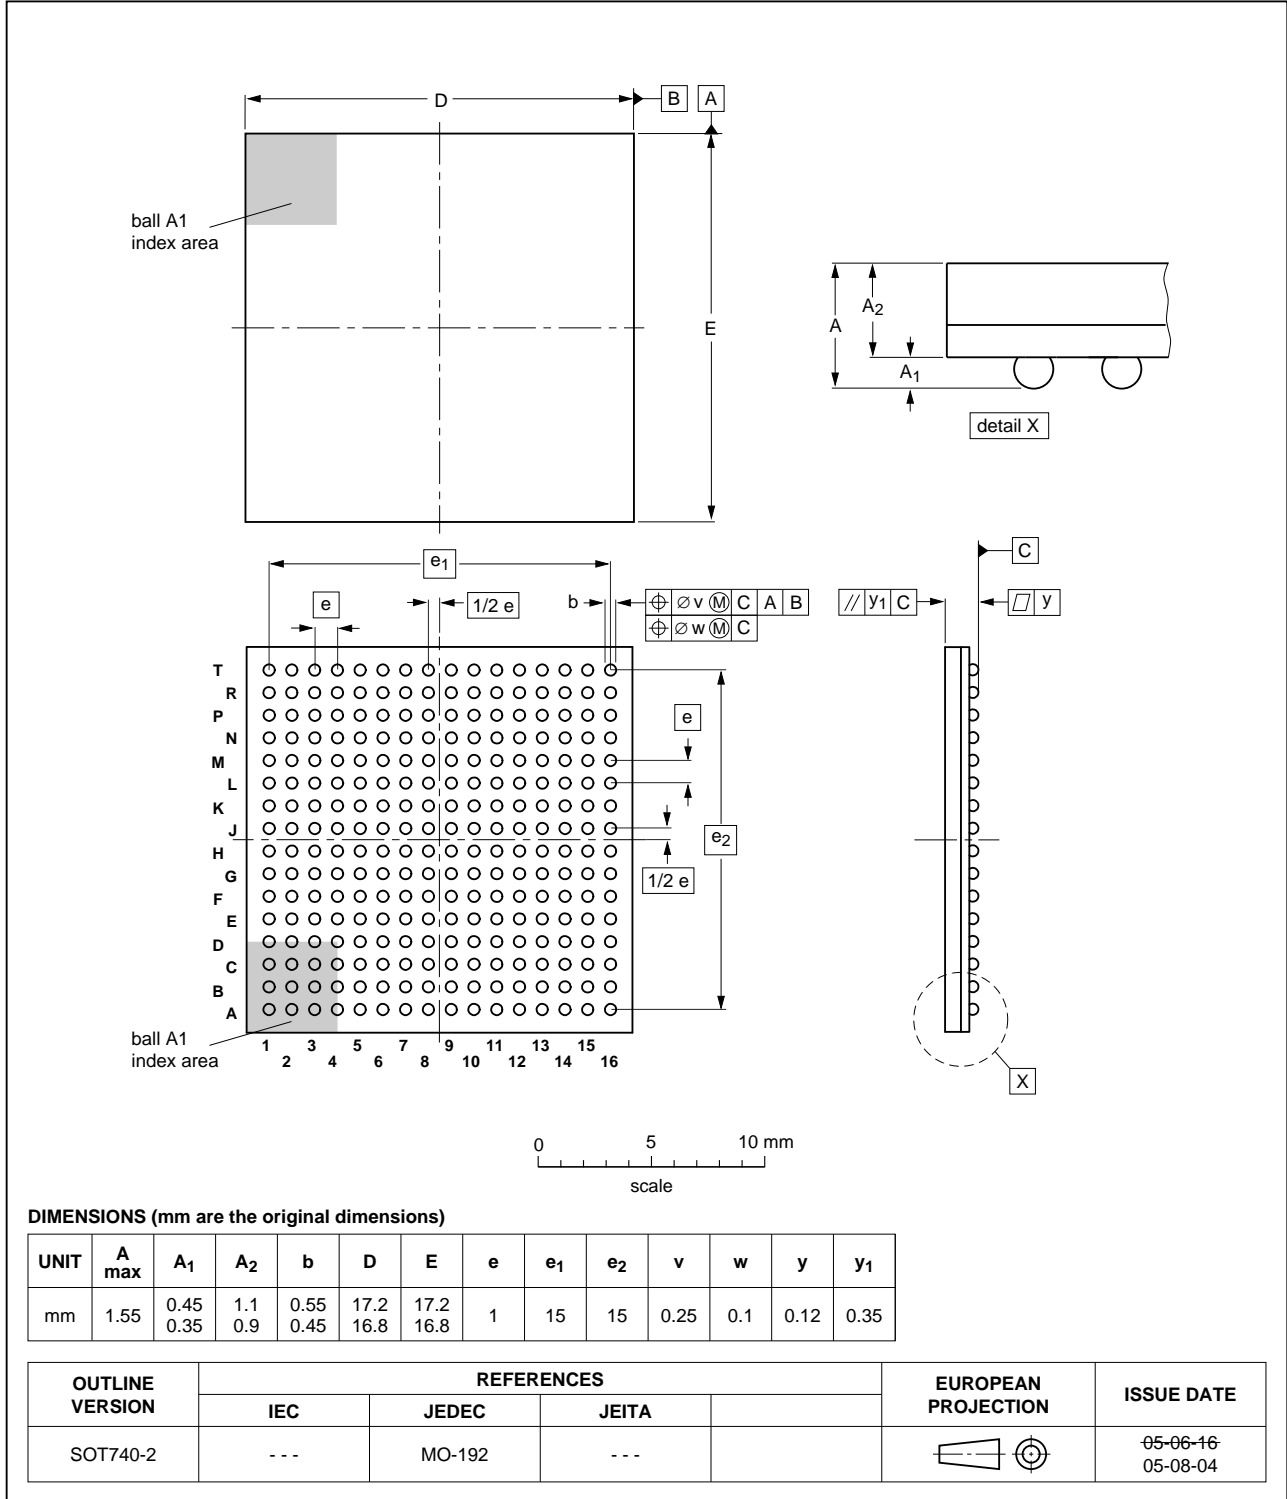 D
B
A
ball A1
index area
E
A
A2
A1
detail X
e1
e
1/2 e
b
⌖ ∅ v Ⓜ C A B
⌖ ∅ w Ⓜ C
C
// y1 C
▱ y
T
R
P
N
M
L
K
J
H
G
F
E
D
C
B
A
e
e2
1/2 e
ball A1
index area
1 3 5 7 9 11 13 15
2 4 6 8 10 12 14 16
X
0 5 10 mm
scale
DIMENSIONS (mm are the original dimensions)
UNIT A max A1 A2 b D E e e1 e2 v w y y1
mm 1.55 0.45 0.35 1.1 0.9 0.55 0.45 17.2 16.8 17.2 16.8 1 15 15 0.25 0.1 0.12 0.35
OUTLINE VERSION REFERENCES EUROPEAN PROJECTION ISSUE DATE
IEC JEDEC JEITA
SOT740-2 - - - MO-192 - - - 05-06-16
05-08-04